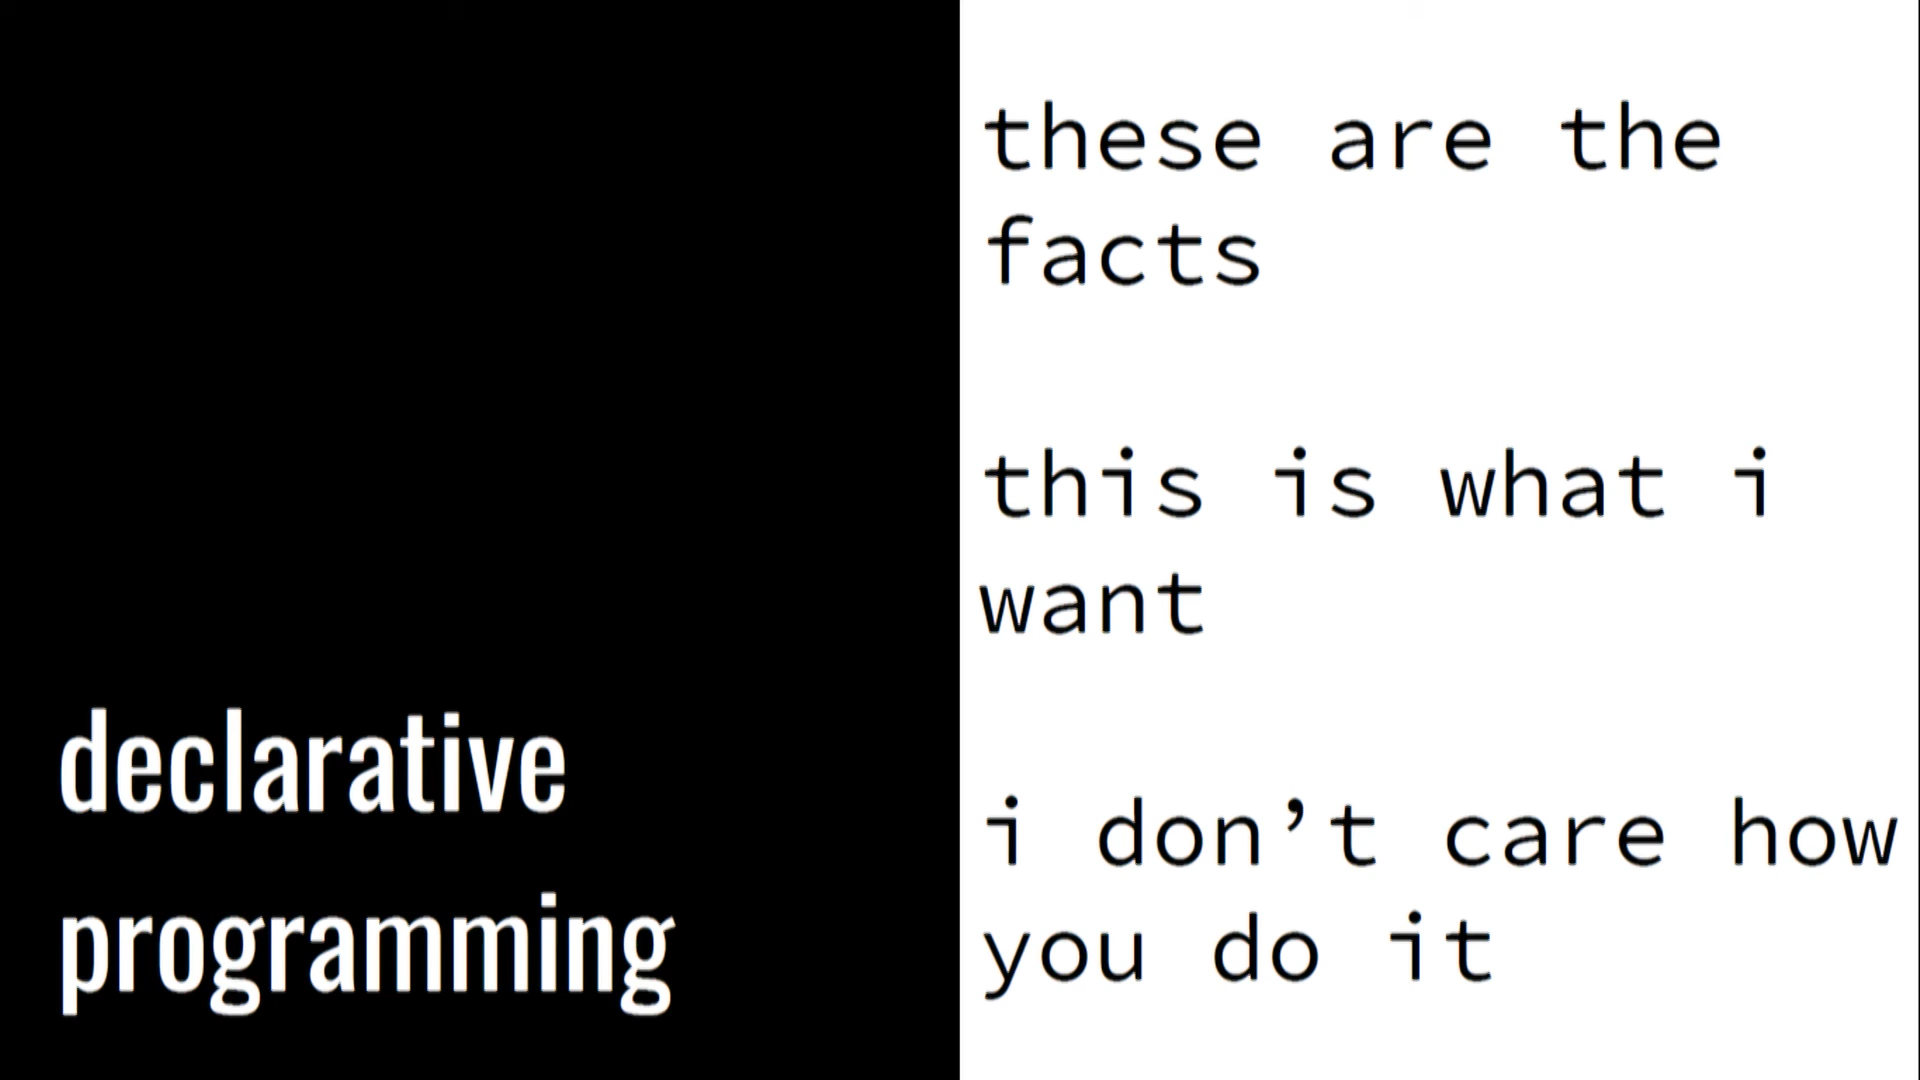 declarative
programming
these are the
facts
this is what i
want
i don’t care how
you do it